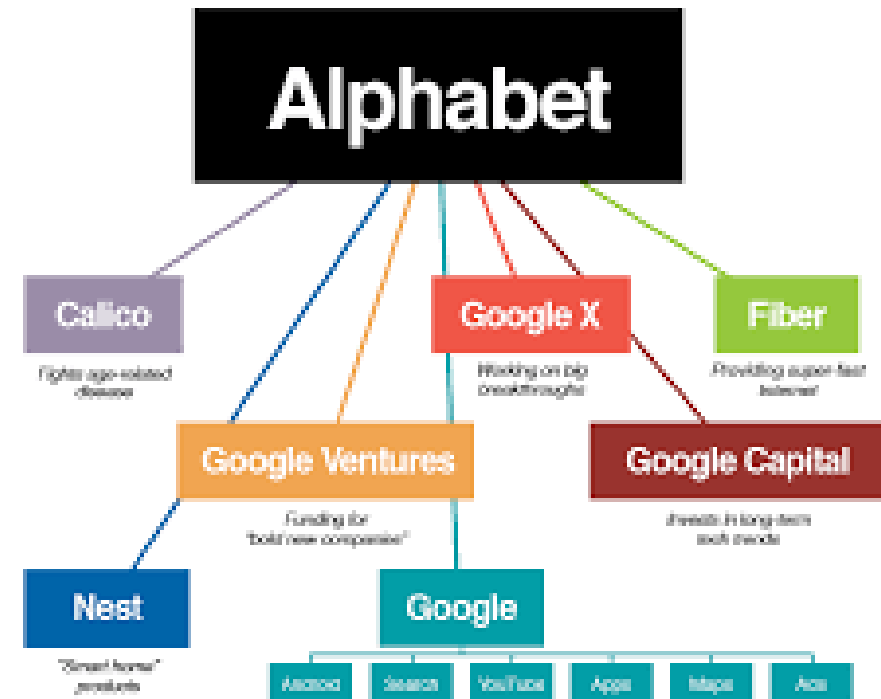 Alphabet
Calico
Fights age-related
disease
Google X
Working on big
breakthroughs
Fiber
Providing super-fast
Internet
Google Ventures
Funding for
"bold new companies"
Google Capital
Invests in long-term
tech trends
Nest
"Smart home"
products
Google
Android
Search
YouTube
Apps
Maps
Ads